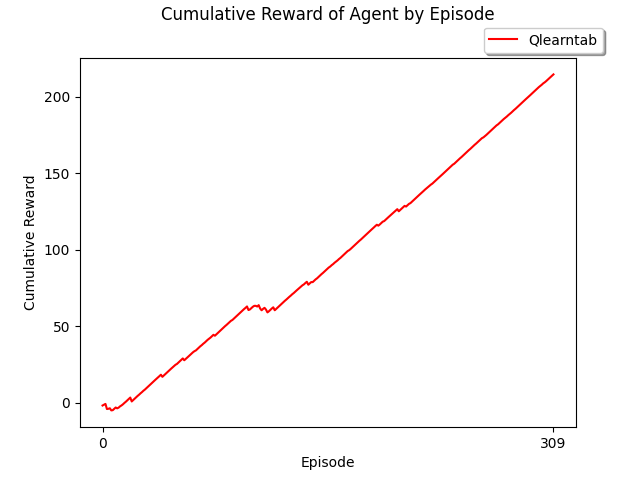 Cumulative Reward of Agent by Episode
Qlearntab
200
150
100
50
0
Cumulative Reward
0
309
Episode